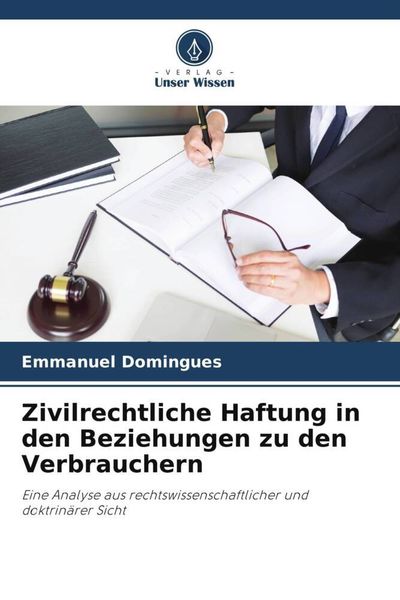 - V E R L A G -
Unser Wissen
Emmanuel Domingues
Zivilrechtliche Haftung in
den Beziehungen zu den
Verbrauchern
Eine Analyse aus rechtswissenschaftlicher und
doktrinärer Sicht